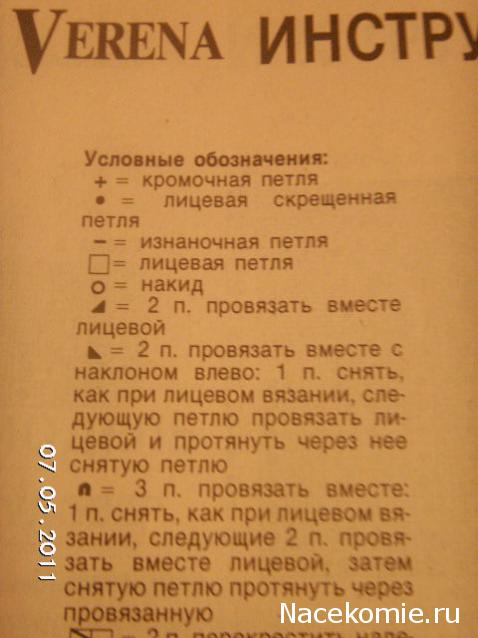 VERENA ИНСТРУ
Условные обозначения:
+ = кромочная петля
● = лицевая скрещенная
петля
– = изнаночная петля
□ = лицевая петля
o = накид
◢ = 2 п. провязать вместе
лицевой
◣ = 2 п. провязать вместе с
наклоном влево: 1 п. снять,
как при лицевом вязании, сле-
дующую петлю провязать ли-
цевой и протянуть через нее
снятую петлю
∩ = 3 п. провязать вместе:
1 п. снять, как при лицевом вя-
зании, следующие 2 п. провя-
зать вместе лицевой, затем
снятую петлю протянуть через
провязанную
= 2 п. перекрестить
07.05.2011
Nacekomie.ru